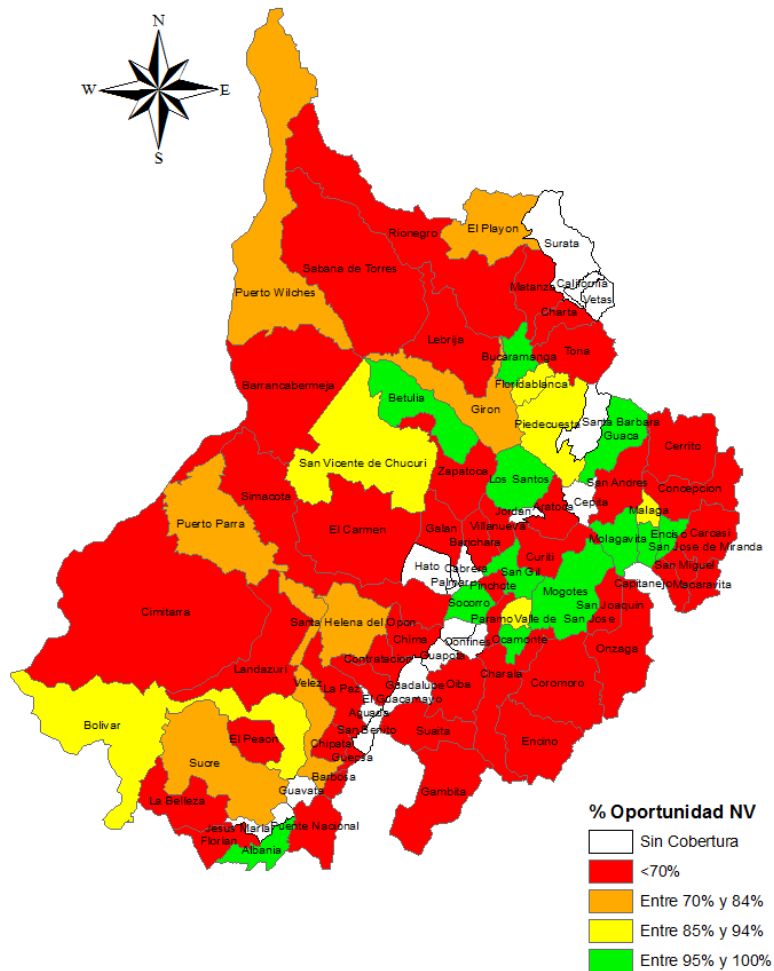 N
W E
S
Rionegro
El Playon
Surata
Sabana de Torres
California
Matanza
Vetas
Puerto Wilches
Charta
Lebrija
Bucaramanga
Tona
Barrancabermeja
Floridablanca
Betulia
Giron
Piedecuesta
Santa Barbara
Guaca
Cerrito
San Vicente de Chucuri
Zapatoca
Los Santos
San Andres
Concepcion
Simacota
Cepita
Jordan
Aratoca
Malaga
Puerto Parra
El Carmen
Galan
Villanueva
Molagavita
Enciso
Carcasi
Barichara
Curiti
San Jose de Miranda
Hato
Cabrera
San Gil
San Miguel
Palmar
Pinchote
Mogotes
Capitanejo
Macaravita
Cimitarra
Socorro
San Joaquin
Santa Helena del Opon
Paramo
Valle de San Jose
Chima
Confines
Ocamonte
Onzaga
Contratacion
Guapota
Landazuri
Charala
Velez
La Paz
Guadalupe
Oiba
Coromoro
El Guacamayo
Bolivar
Aguada
San Benito
El Peñon
Chipata
Suaita
Sucre
Guepsa
Encino
Barbosa
Guavata
Gambita
La Belleza
Jesus Maria
Puente Nacional
Florian
Albania
% Oportunidad NV
Sin Cobertura
<70%
Entre 70% y 84%
Entre 85% y 94%
Entre 95% y 100%